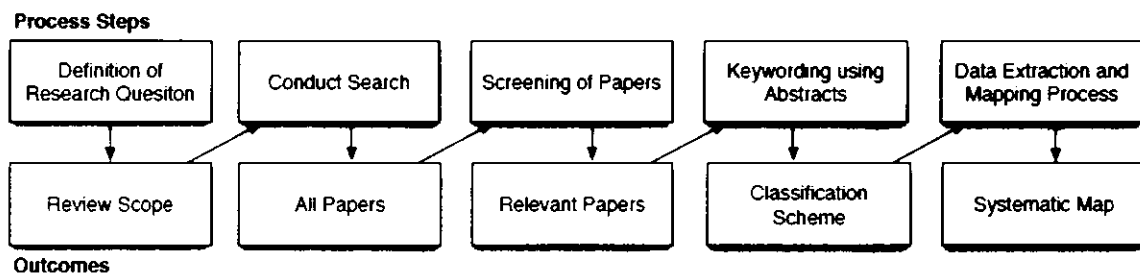 Process Steps
Definition of
Research Quesiton
Conduct Search
Screening of Papers
Keywording using
Abstracts
Data Extraction and
Mapping Process
Review Scope
All Papers
Relevant Papers
Classification
Scheme
Systematic Map
Outcomes